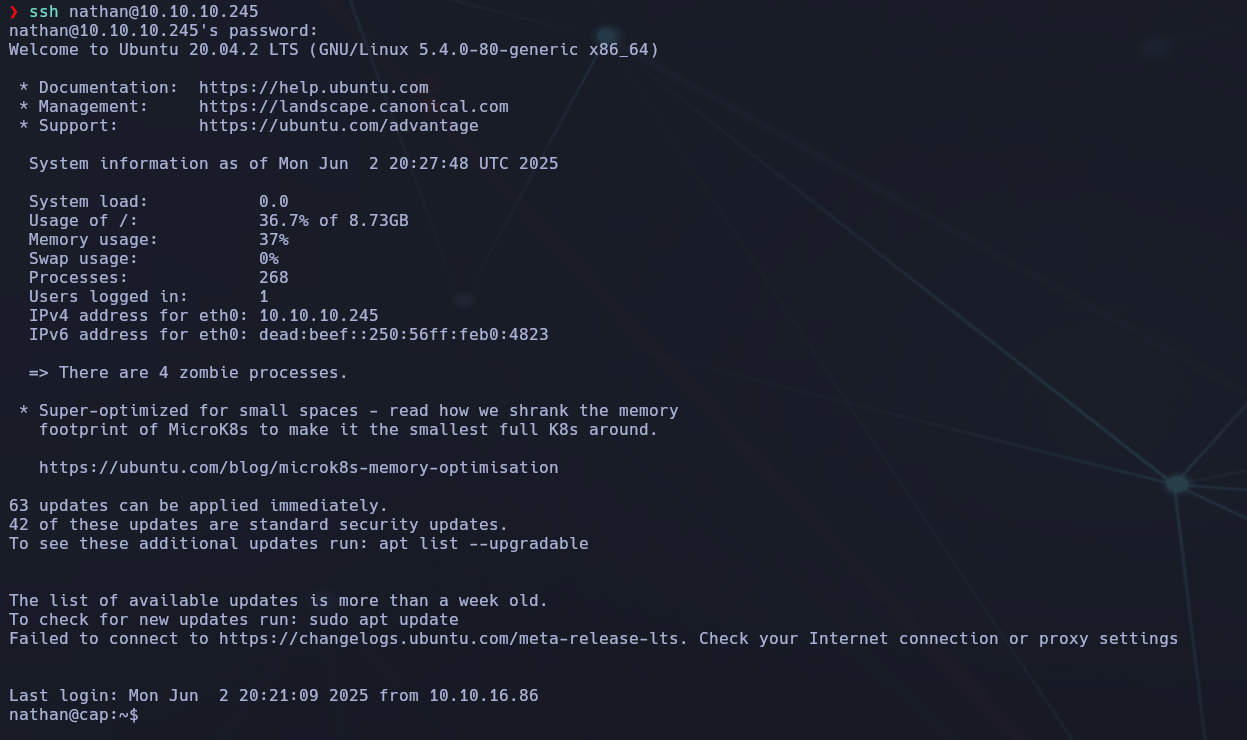 ❯ ssh nathan@10.10.10.245
nathan@10.10.10.245's password:
Welcome to Ubuntu 20.04.2 LTS (GNU/Linux 5.4.0-80-generic x86_64)
* Documentation:  https://help.ubuntu.com
* Management:     https://landscape.canonical.com
* Support:        https://ubuntu.com/advantage
System information as of Mon Jun  2 20:27:48 UTC 2025
System load:           0.0
Usage of /:            36.7% of 8.73GB
Memory usage:          37%
Swap usage:            0%
Processes:             268
Users logged in:       1
IPv4 address for eth0: 10.10.10.245
IPv6 address for eth0: dead:beef::250:56ff:feb0:4823
=> There are 4 zombie processes.
* Super-optimized for small spaces - read how we shrank the memory
footprint of MicroK8s to make it the smallest full K8s around.
https://ubuntu.com/blog/microk8s-memory-optimisation
63 updates can be applied immediately.
42 of these updates are standard security updates.
To see these additional updates run: apt list --upgradable
The list of available updates is more than a week old.
To check for new updates run: sudo apt update
Failed to connect to https://changelogs.ubuntu.com/meta-release-lts. Check your Internet connection or proxy settings
Last login: Mon Jun  2 20:21:09 2025 from 10.10.16.86
nathan@cap:~$